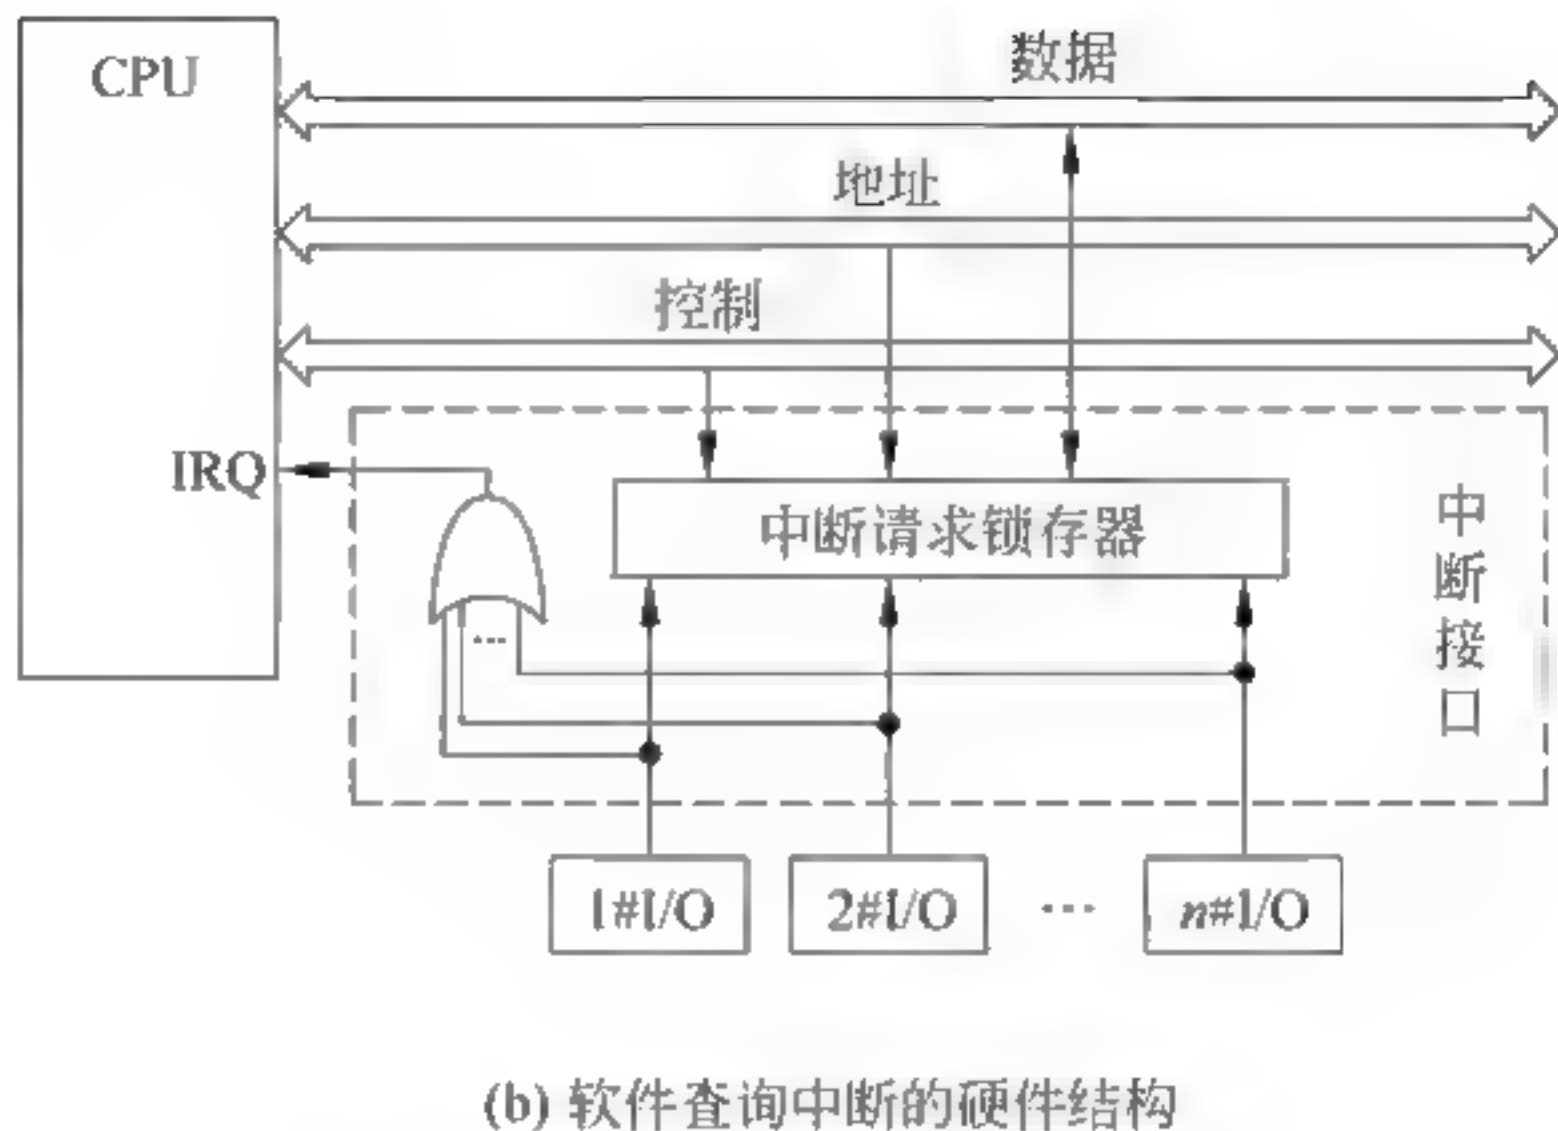 CPU
数据
地址
控制
IRQ
中断请求锁存器
中断接口
...
1#I/O
2#I/O
...
n#I/O
(b) 软件查询中断的硬件结构